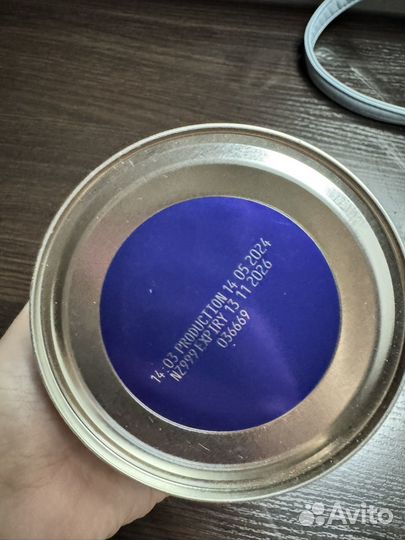 14:03 PRODUCTION 14 05 2024
NZ999 EXPIRY 13 11 2026
036669
Avito